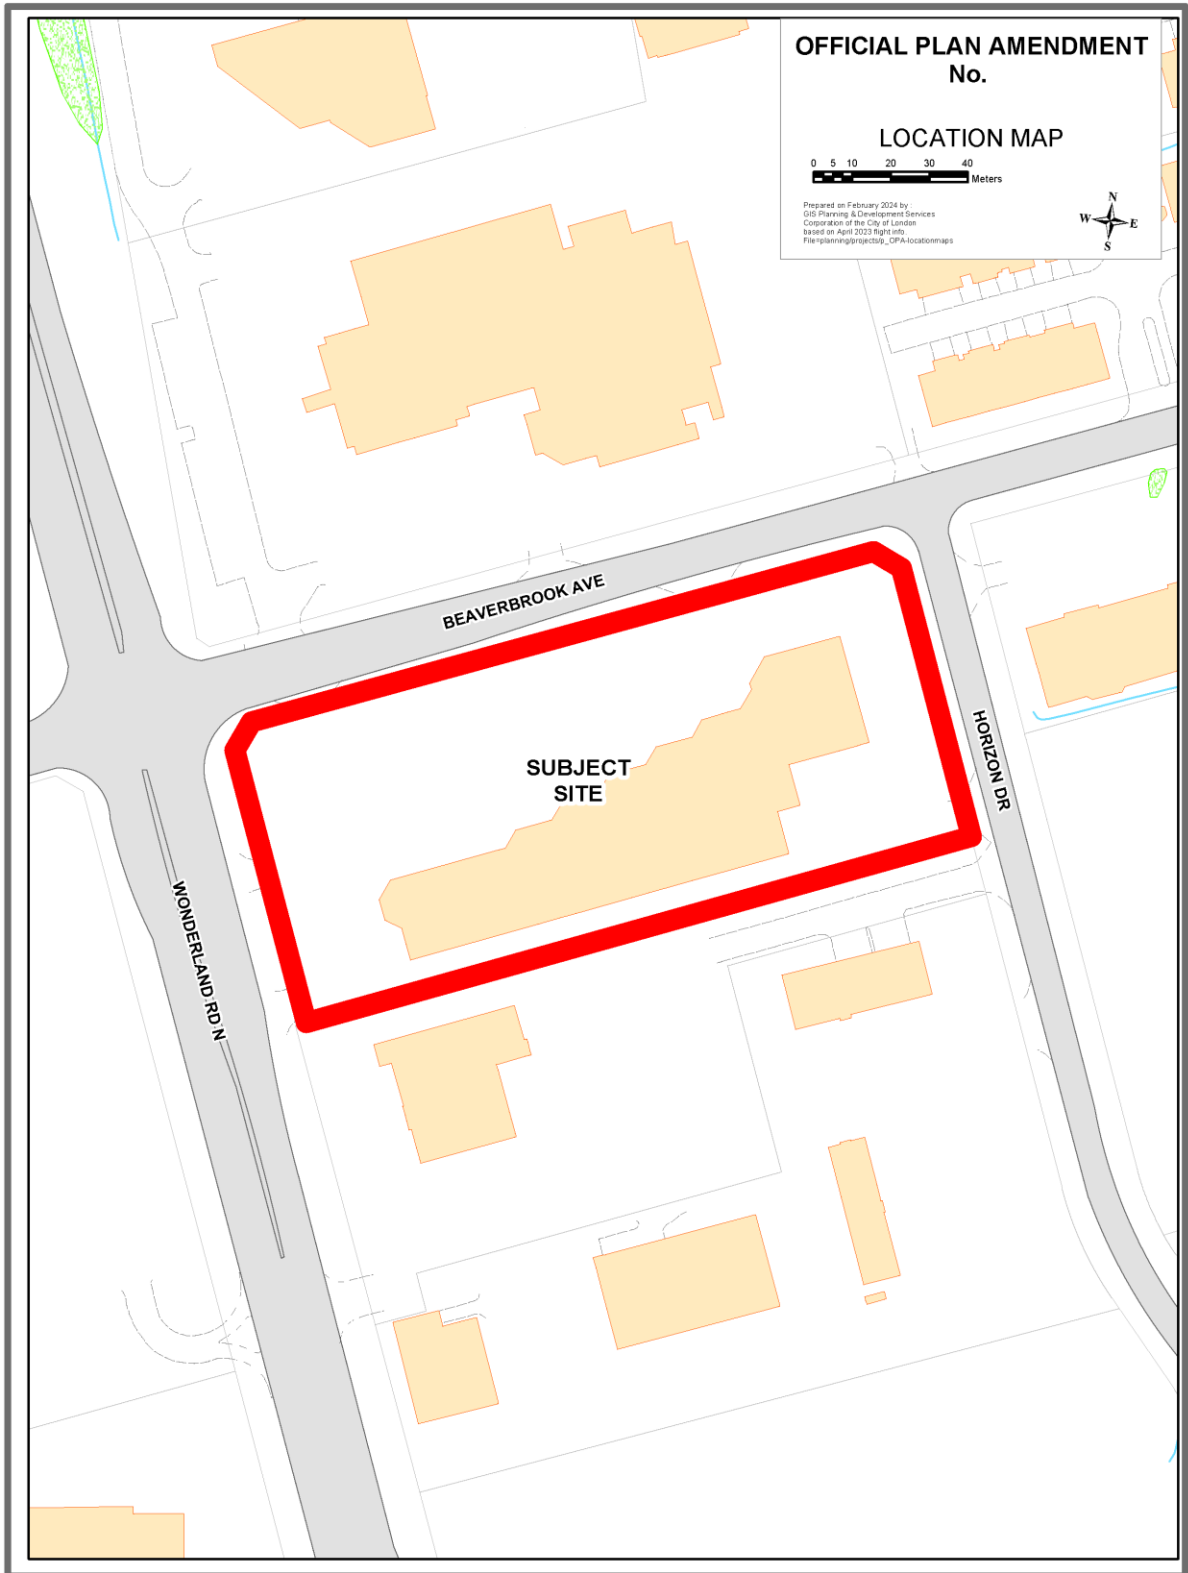 OFFICIAL PLAN AMENDMENT
No.
LOCATION MAP
0 5 10 20 30 40
Meters
Prepared on February 2024 by :
GIS Planning & Development Services
Corporation of the City of London
based on April 2023 flight info.
File=planning/projects/p_OPA-locationmaps
N
W E
S
BEAVERBROOK AVE
SUBJECT
SITE
HORIZON DR
WONDERLAND RD N